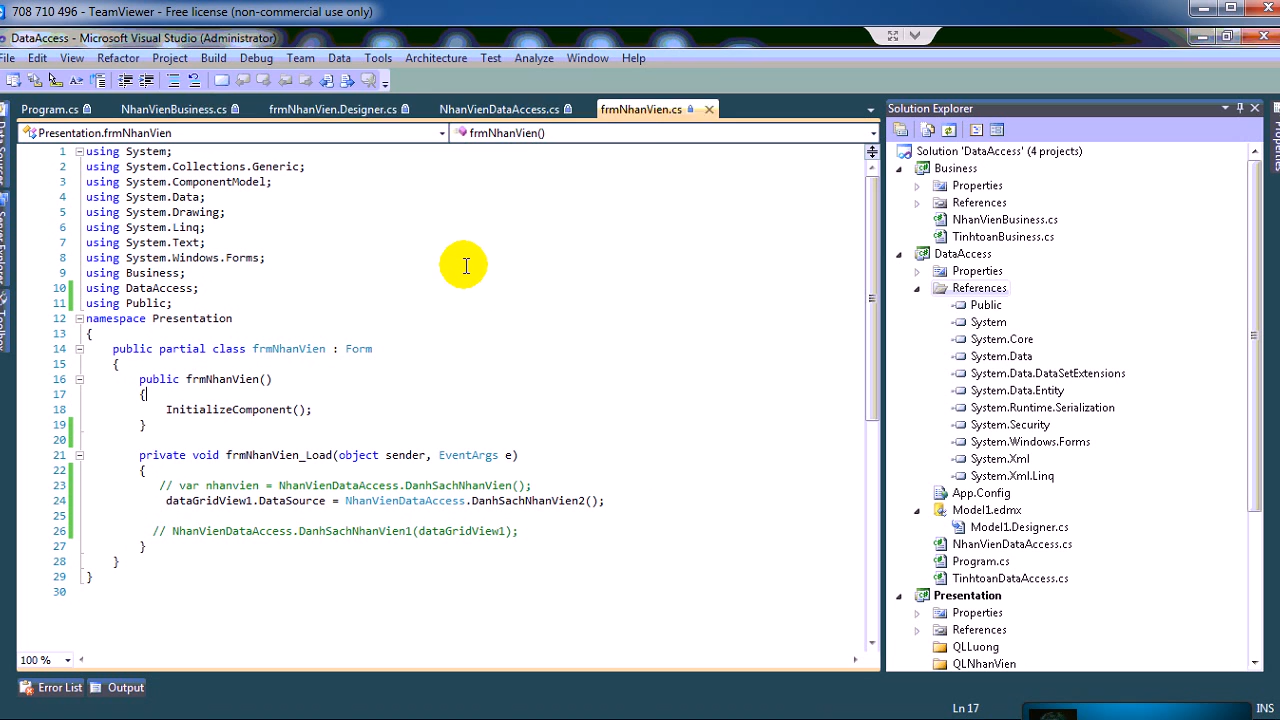 708 710 496 - TeamViewer - Free license (non-commercial use only)
DataAccess - Microsoft Visual Studio (Administrator)
File Edit View Refactor Project Build Debug Team Data Tools Architecture Test Analyze Window Help
Program.cs NhanVienBusiness.cs frmNhanVien.Designer.cs NhanVienDataAccess.cs frmNhanVien.cs
Presentation.frmNhanVien frmNhanVien()
1 using System;
2 using System.Collections.Generic;
3 using System.ComponentModel;
4 using System.Data;
5 using System.Drawing;
6 using System.Linq;
7 using System.Text;
8 using System.Windows.Forms;
9 using Business;
10 using DataAccess;
11 using Public;
12 namespace Presentation
13 {
14 public partial class frmNhanVien : Form
15 {
16 public frmNhanVien()
17 {
18 InitializeComponent();
19 }
20
21 private void frmNhanVien_Load(object sender, EventArgs e)
22 {
23 // var nhanvien = NhanVienDataAccess.DanhSachNhanVien();
24 dataGridView1.DataSource = NhanVienDataAccess.DanhSachNhanVien2();
25
26 // NhanVienDataAccess.DanhSachNhanVien1(dataGridView1);
27 }
28 }
29 }
30
100 %
Error List Output
Solution Explorer
Solution 'DataAccess' (4 projects)
Business
Properties
References
NhanVienBusiness.cs
TinhtoanBusiness.cs
DataAccess
Properties
References
Public
System
System.Core
System.Data
System.Data.DataSetExtensions
System.Data.Entity
System.Runtime.Serialization
System.Security
System.Windows.Forms
System.Xml
System.Xml.Linq
App.Config
Model1.edmx
Model1.Designer.cs
NhanVienDataAccess.cs
Program.cs
TinhtoanDataAccess.cs
Presentation
Properties
References
QLLuong
QLNhanVien
Ln 17 INS